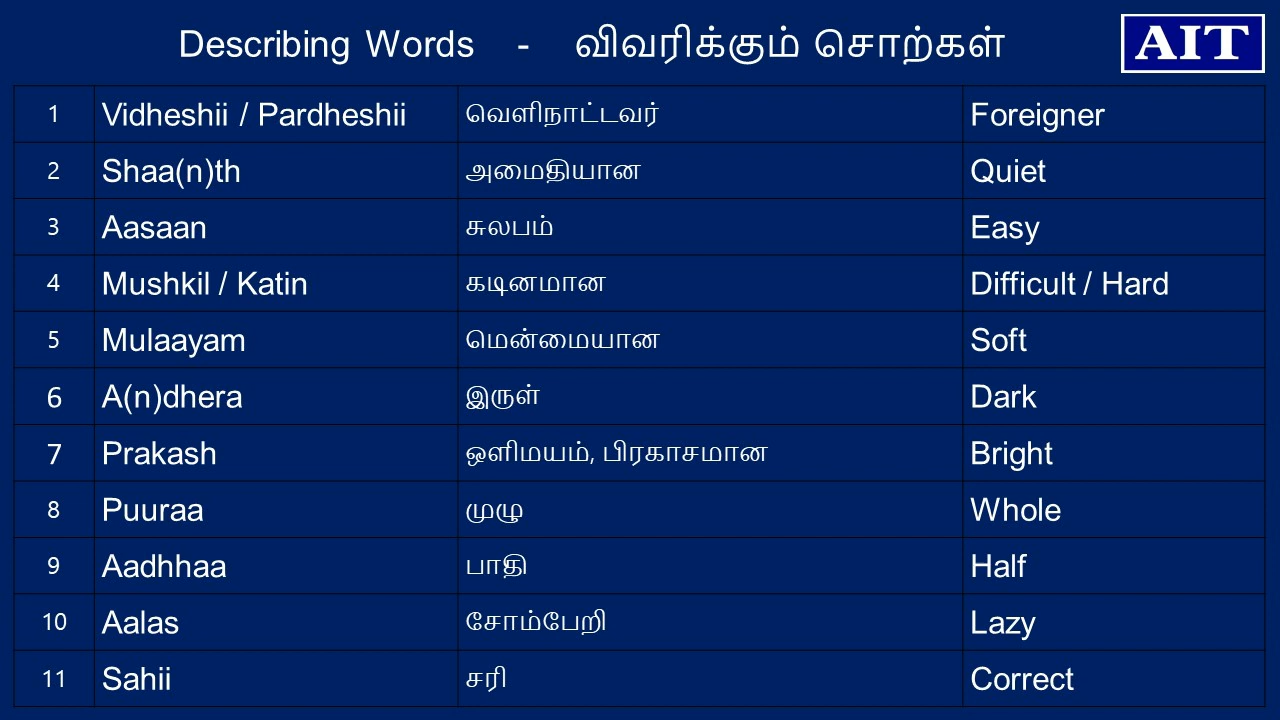 Describing Words - விவரிக்கும் சொற்கள்
AIT
1 Vidheshii / Pardheshii வெளிநாட்டவர் Foreigner
2 Shaa(n)th அமைதியான Quiet
3 Aasaan சுலபம் Easy
4 Mushkil / Katin கடினமான Difficult / Hard
5 Mulaayam மென்மையான Soft
6 A(n)dhera இருள் Dark
7 Prakash ஒளிமயம், பிரகாசமான Bright
8 Puuraa முழு Whole
9 Aadhhaa பாதி Half
10 Aalas சோம்பேறி Lazy
11 Sahii சரி Correct